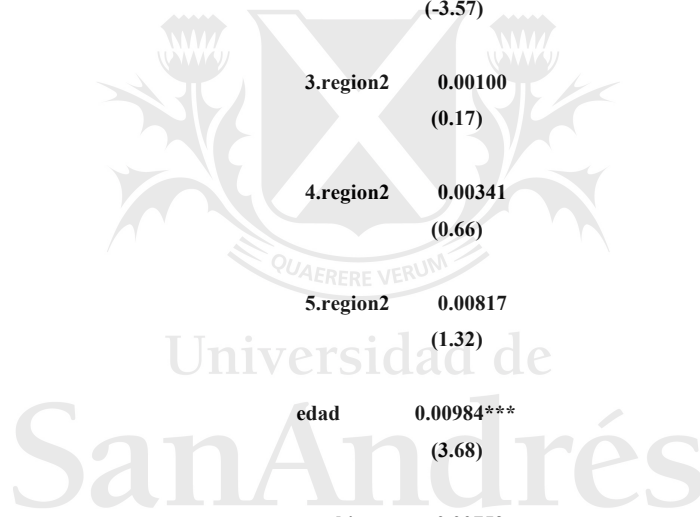 (-3.57)
3.region2 0.00100
(0.17)
4.region2 0.00341
(0.66)
QUAERERE VERUM
5.region2 0.00817
(1.32)
Universidad de
edad 0.00984***
(3.68)
SanAndrés